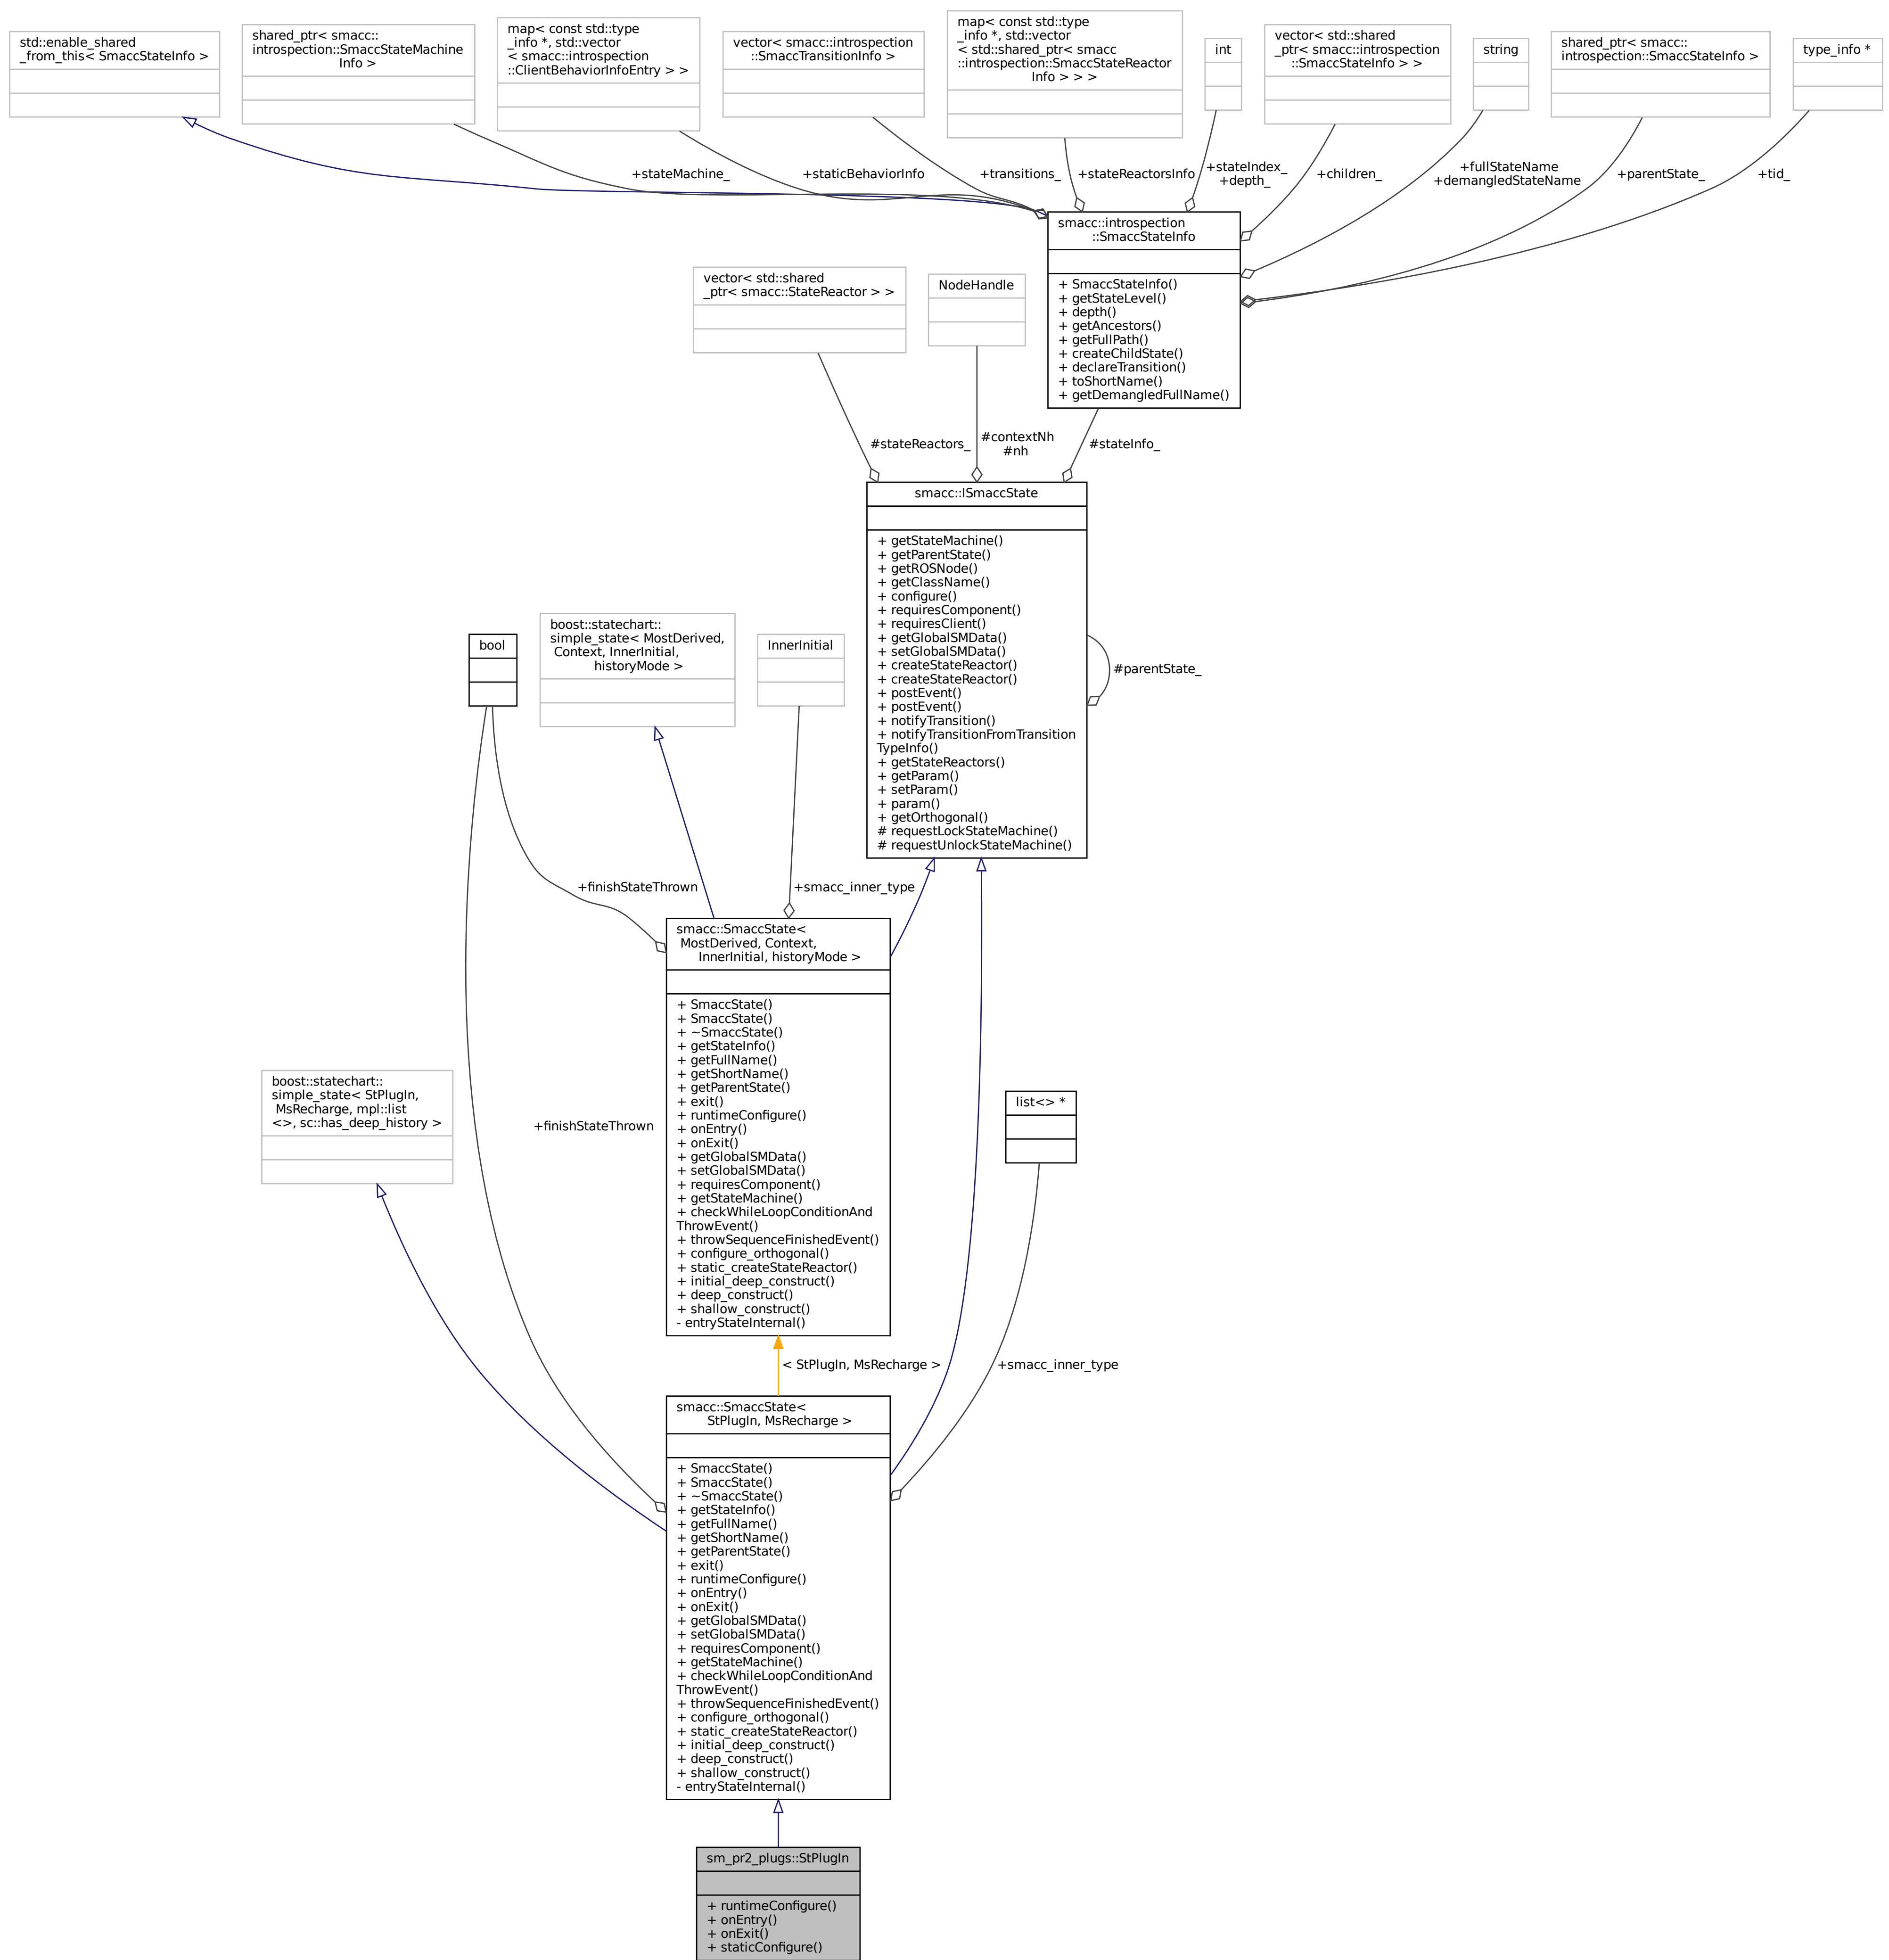 std::enable_shared
_from_this< SmaccStateInfo >
shared_ptr< smacc::
introspection::SmaccStateMachine
Info >
map< const std::type
_info *, std::vector
< smacc::introspection
::ClientBehaviorInfoEntry > >
vector< smacc::introspection
::SmaccTransitionInfo >
map< const std::type
_info *, std::vector
< std::shared_ptr< smacc
::introspection::SmaccStateReactor
Info > > >
int
vector< std::shared
_ptr< smacc::introspection
::SmaccStateInfo > >
string
shared_ptr< smacc::
introspection::SmaccStateInfo >
type_info *
+stateMachine_
+staticBehaviorInfo
+transitions_
+stateReactorsInfo
+stateIndex_
+depth_
+children_
+fullStateName
+demangledStateName
+parentState_
+tid_
smacc::introspection
::SmaccStateInfo
+ SmaccStateInfo()
+ getStateLevel()
+ depth()
+ getAncestors()
+ getFullPath()
+ createChildState()
+ declareTransition()
+ toShortName()
+ getDemangledFullName()
vector< std::shared
_ptr< smacc::StateReactor > >
NodeHandle
#stateReactors_
#contextNh
#nh
#stateInfo_
smacc::ISmaccState
+ getStateMachine()
+ getParentState()
+ getROSNode()
+ getClassName()
+ configure()
+ requiresComponent()
+ requiresClient()
+ getGlobalSMData()
+ setGlobalSMData()
+ createStateReactor()
+ createStateReactor()
+ postEvent()
+ postEvent()
+ notifyTransition()
+ notifyTransitionFromTransition
TypeInfo()
+ getStateReactors()
+ getParam()
+ setParam()
+ param()
+ getOrthogonal()
# requestLockStateMachine()
# requestUnlockStateMachine()
#parentState_
bool
boost::statechart::
simple_state< MostDerived,
Context, InnerInitial,
historyMode >
InnerInitial
+finishStateThrown
+smacc_inner_type
smacc::SmaccState<
MostDerived, Context,
InnerInitial, historyMode >
+ SmaccState()
+ SmaccState()
+ ~SmaccState()
+ getStateInfo()
+ getFullName()
+ getShortName()
+ getParentState()
+ exit()
+ runtimeConfigure()
+ onEntry()
+ onExit()
+ getGlobalSMData()
+ setGlobalSMData()
+ requiresComponent()
+ getStateMachine()
+ checkWhileLoopConditionAnd
ThrowEvent()
+ throwSequenceFinishedEvent()
+ configure_orthogonal()
+ static_createStateReactor()
+ initial_deep_construct()
+ deep_construct()
+ shallow_construct()
- entryStateInternal()
boost::statechart::
simple_state< StPlugIn,
MsRecharge, mpl::list
<>, sc::has_deep_history >
+finishStateThrown
list<> *
< StPlugIn, MsRecharge >
+smacc_inner_type
smacc::SmaccState<
StPlugIn, MsRecharge >
+ SmaccState()
+ SmaccState()
+ ~SmaccState()
+ getStateInfo()
+ getFullName()
+ getShortName()
+ getParentState()
+ exit()
+ runtimeConfigure()
+ onEntry()
+ onExit()
+ getGlobalSMData()
+ setGlobalSMData()
+ requiresComponent()
+ getStateMachine()
+ checkWhileLoopConditionAnd
ThrowEvent()
+ throwSequenceFinishedEvent()
+ configure_orthogonal()
+ static_createStateReactor()
+ initial_deep_construct()
+ deep_construct()
+ shallow_construct()
- entryStateInternal()
sm_pr2_plugs::StPlugIn
+ runtimeConfigure()
+ onEntry()
+ onExit()
+ staticConfigure()